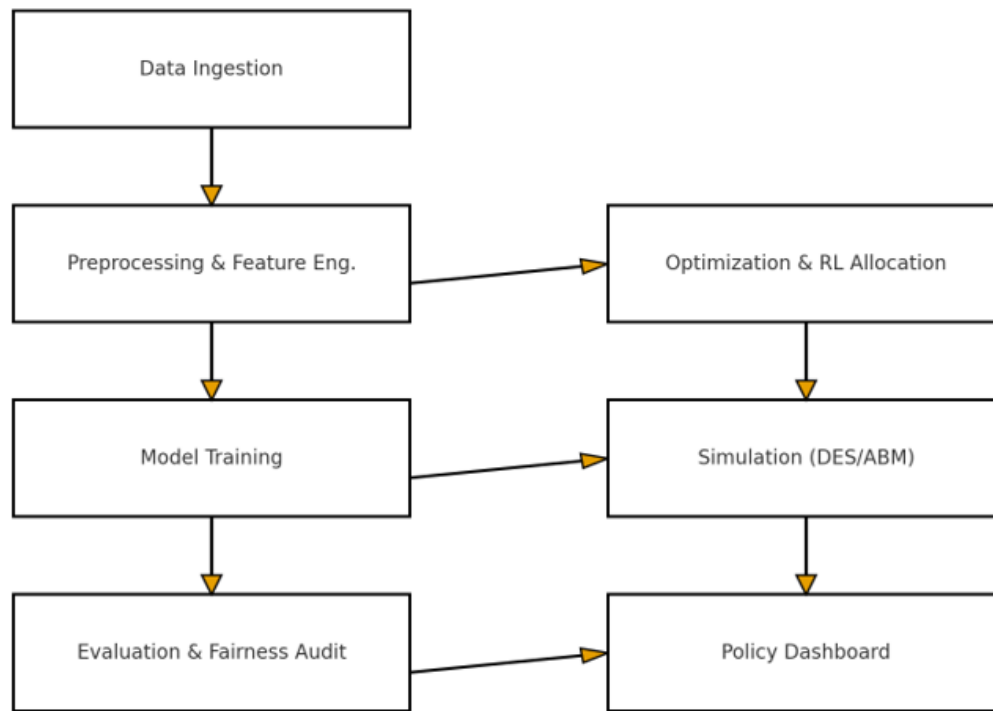 Data Ingestion
Preprocessing & Feature Eng.
Optimization & RL Allocation
Model Training
Simulation (DES/ABM)
Evaluation & Fairness Audit
Policy Dashboard